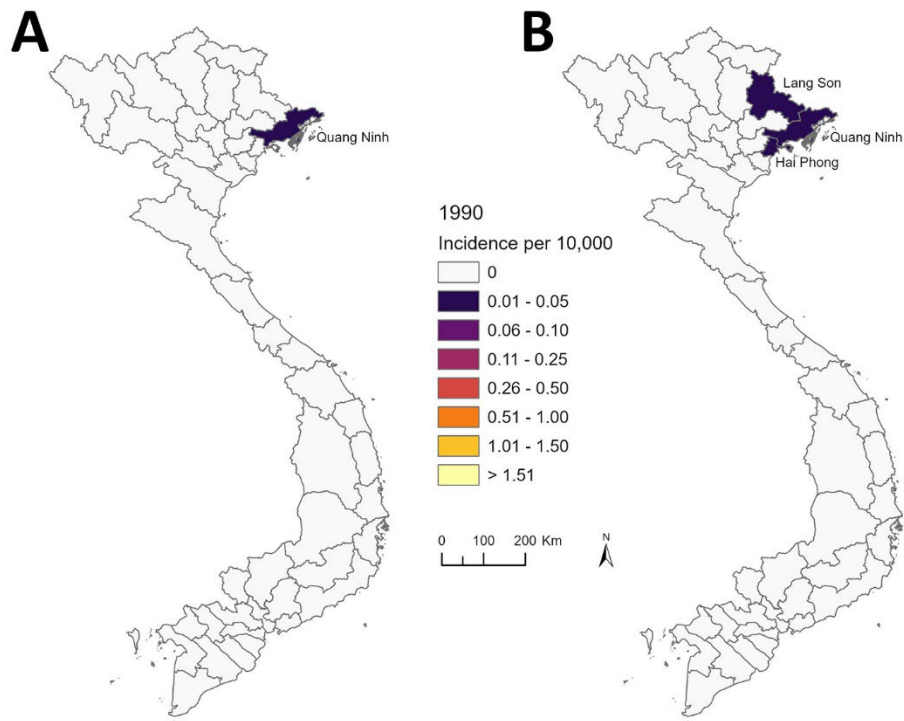 A
B
Lang Son
Quang Ninh
Quang Ninh
Hai Phong
1990
Incidence per 10,000
0
0.01 - 0.05
0.06 - 0.10
0.11 - 0.25
0.26 - 0.50
0.51 - 1.00
1.01 - 1.50
> 1.51
0 100 200 Km
N